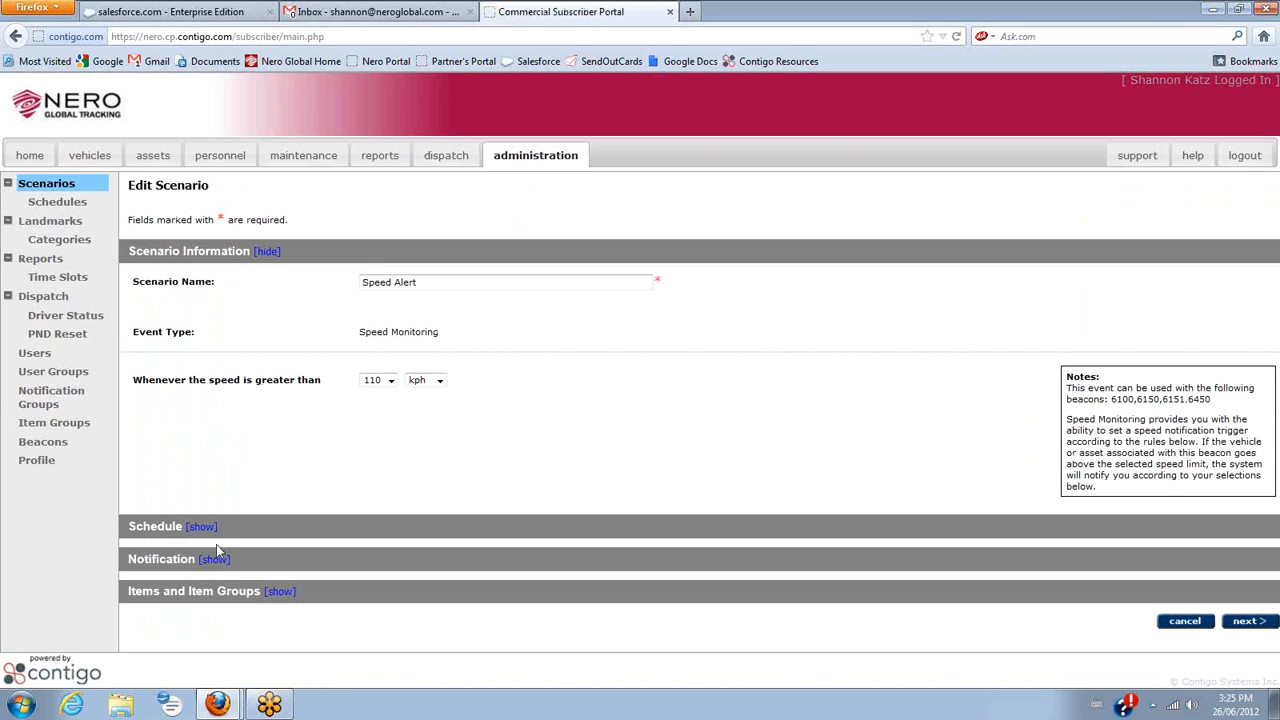 Firefox
salesforce.com - Enterprise Edition
Inbox - shannon@neroglobal.com - ...
Commercial Subscriber Portal
contigo.com
https://nero.cp.contigo.com/subscriber/main.php
Ask.com
Most Visited
Google
Gmail
Documents
Nero Global Home
Nero Portal
Partner's Portal
Salesforce
SendOutCards
Google Docs
Contigo Resources
Bookmarks
[ Shannon Katz Logged In ]
NERO
GLOBAL TRACKING
home
vehicles
assets
personnel
maintenance
reports
dispatch
administration
support
help
logout
Scenarios
Schedules
Landmarks
Categories
Reports
Time Slots
Dispatch
Driver Status
PND Reset
Users
User Groups
Notification
Groups
Item Groups
Beacons
Profile
Edit Scenario
Fields marked with * are required.
Scenario Information [hide]
Scenario Name:
Speed Alert
*
Event Type:
Speed Monitoring
Whenever the speed is greater than
110
kph
Notes:
This event can be used with the following
beacons: 6100,6150,6151.6450
Speed Monitoring provides you with the
ability to set a speed notification trigger
according to the rules below. If the vehicle
or asset associated with this beacon goes
above the selected speed limit, the system
will notify you according to your selections
below.
Schedule [show]
Notification [show]
Items and Item Groups [show]
cancel
next >
powered by
contigo
© Contigo Systems Inc.
3:25 PM
26/06/2012